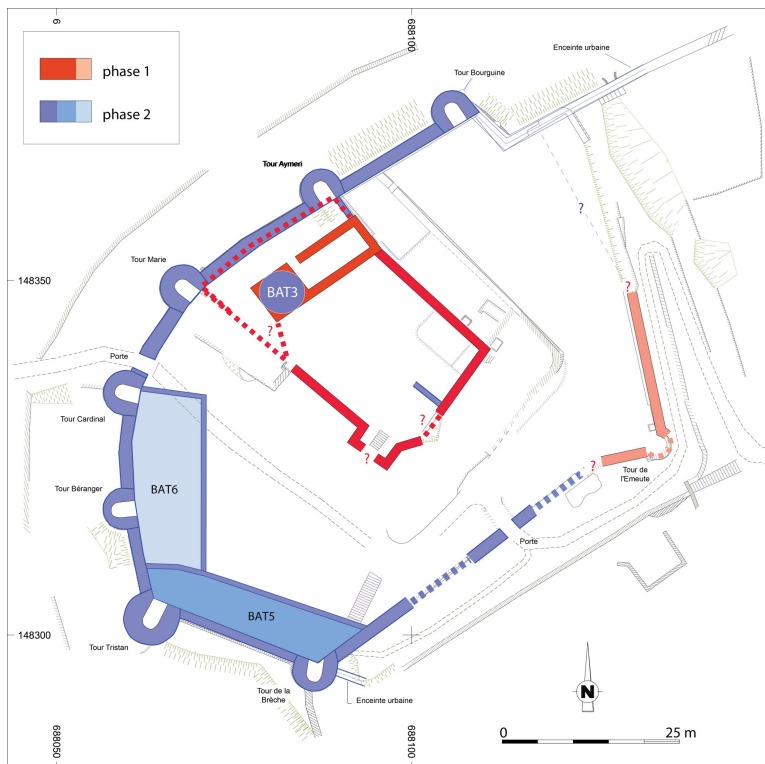 6
688100
phase 1
phase 2
Enceinte urbaine
Tour Bourguine
Tour Aymeri
?
Tour Marie
148350
?
BAT3
?
Porte
Tour Cardinal
?
?
?
Tour de
l'Emeute
BAT6
Tour Béranger
Porte
BAT5
148300
Tour Tristan
Tour de la
Brèche
Enceinte urbaine
N
0
25 m
688050
688100